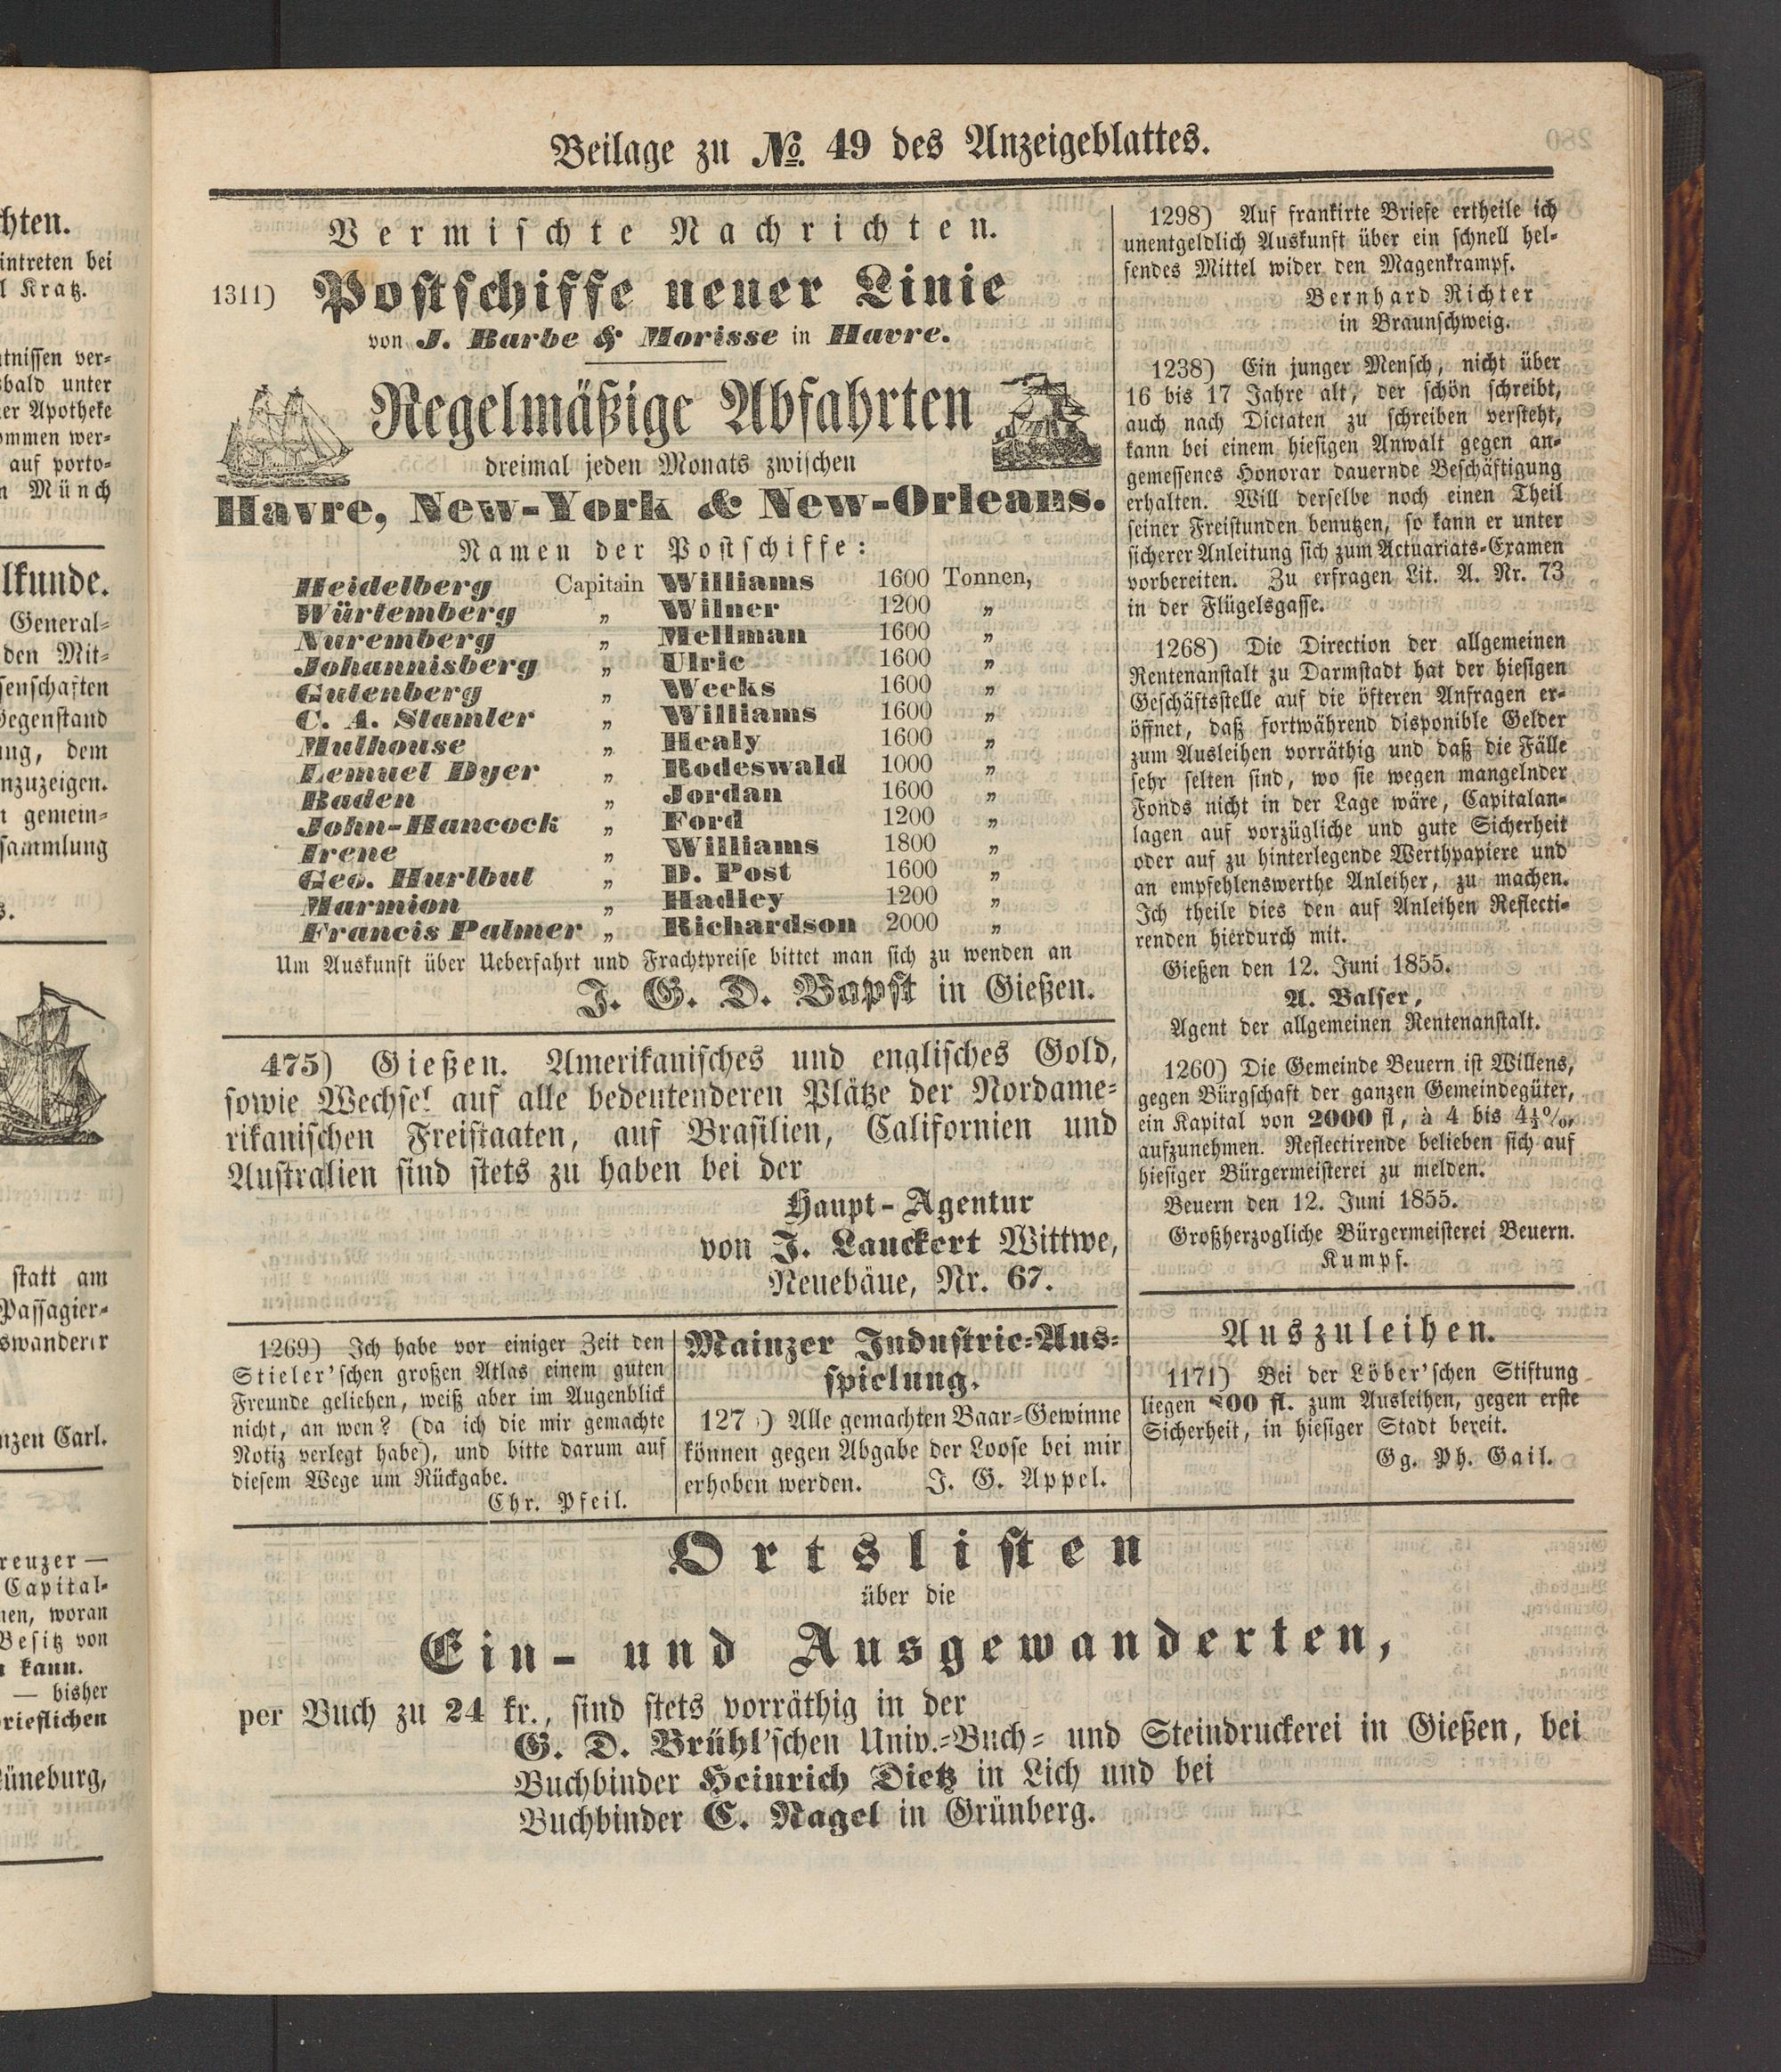 Beilage zu No. 49 des Anzeigeblattes.
Vermischte Nachrichten.
1311) Postschiffe neuer Linie
von J. Barbe & Morisse in Havre.
Regelmäßige Abfahrten
dreimal jeden Monats zwischen
Havre, New-York & New-Orleans.
Namen der Postschiffe:
Heidelberg Capitain Williams 1600 Tonnen,
Würtemberg „ Wilner 1200 „
Nuremberg „ Mellman 1600 „
Johannisberg „ Ulric 1600 „
Gutenberg „ Weeks 1600 „
C. A. Stamler „ Williams 1600 „
Mulhouse „ Healy 1600 „
Lemuel Dyer „ Rodeswald 1000 „
Baden „ Jordan 1600 „
John-Hancock „ Ford 1200 „
Irene „ Williams 1800 „
Geo. Hurlbut „ D. Post 1600 „
Marmion „ Hadley 1200 „
Francis Palmer „ Richardson 2000 „
Um Auskunft über Ueberfahrt und Frachtpreise bittet man sich zu wenden an
J. G. D. Bapst in Gießen.
475) Gießen. Amerikanisches und englisches Gold,
sowie Wechsel auf alle bedeutenderen Plätze der Nordame-
rikanischen Freistaaten, auf Brasilien, Californien und
Australien sind stets zu haben bei der
Haupt-Agentur
von J. Lauckert Wittwe,
Neuebäue, Nr. 67.
1269) Ich habe vor einiger Zeit den
Stieler'schen großen Atlas einem guten
Freunde geliehen, weiß aber im Augenblick
nicht, an wen? (da ich die mir gemachte
Notiz verlegt habe), und bitte darum auf
diesem Wege um Rückgabe.
Chr. Pfeil.
Mainzer Industrie-Aus-
spielung.
127 ) Alle gemachten Baar-Gewinne
können gegen Abgabe der Loose bei mir
erhoben werden. J. G. Appel.
1298) Auf frankirte Briefe ertheile ich
unentgeldlich Auskunft über ein schnell hel-
fendes Mittel wider den Magenkrampf.
Bernhard Richter
in Braunschweig.
1238) Ein junger Mensch, nicht über
16 bis 17 Jahre alt, der schön schreibt,
auch nach Dictaten zu schreiben versteht,
kann bei einem hiesigen Anwalt gegen an-
gemessenes Honorar dauernde Beschäftigung
erhalten. Will derselbe noch einen Theil
seiner Freistunden benutzen, so kann er unter
sicherer Anleitung sich zum Actuariats-Examen
vorbereiten. Zu erfragen Lit. A. Nr. 73
in der Flügelsgasse.
1268) Die Direction der allgemeinen
Rentenanstalt zu Darmstadt hat der hiesigen
Geschäftsstelle auf die öfteren Anfragen er-
öffnet, daß fortwährend disponible Gelder
zum Ausleihen vorräthig und daß die Fälle
sehr selten sind, wo sie wegen mangelnder
Fonds nicht in der Lage wäre, Capitalan-
lagen auf vorzügliche und gute Sicherheit
oder auf zu hinterlegende Werthpapiere und
an empfehlenswerthe Anleiher, zu machen.
Ich theile dies den auf Anleihen Reflecti-
renden hierdurch mit.
Gießen den 12. Juni 1855.
A. Balser,
Agent der allgemeinen Rentenanstalt.
1260) Die Gemeinde Beuern ist Willens,
gegen Bürgschaft der ganzen Gemeindegüter,
ein Kapital von 2000 fl, à 4 bis 4½%,
aufzunehmen. Reflectirende belieben sich auf
hiesiger Bürgermeisterei zu melden.
Beuern den 12. Juni 1855.
Großherzogliche Bürgermeisterei Beuern.
Kumpf.
Auszuleihen.
1171) Bei der Löber'schen Stiftung
liegen 00 fl. zum Ausleihen, gegen erste
Sicherheit, in hiesiger Stadt bereit.
Gg. Ph. Gail.
Ortslisten
über die
Ein- und Ausgewanderten,
per Buch zu 24 kr., sind stets vorräthig in der
G. D. Brühl'schen Univ.-Buch- und Steindruckerei in Gießen, bei
Buchbinder Heinrich Dietz in Lich und bei
Buchbinder C. Nagel in Grünberg.